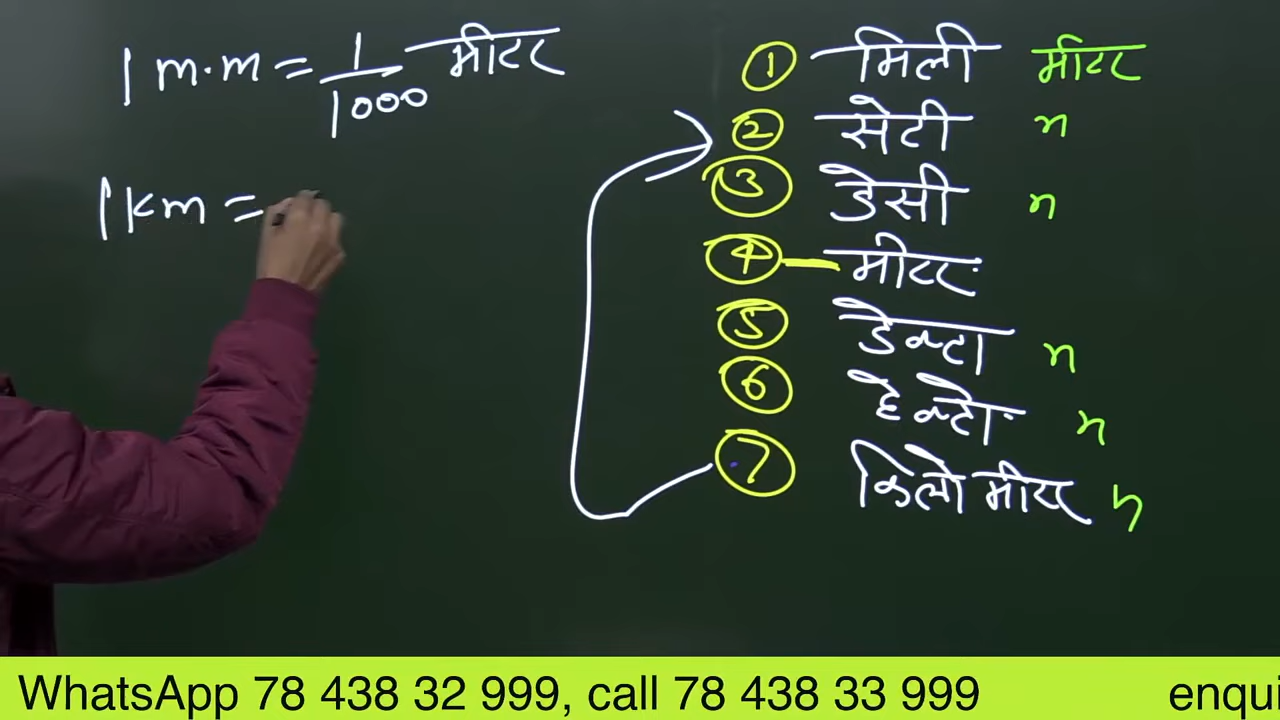 1 m.m = 1/1000 मीटर
1 km =
① मिली मीटर
② सेटी "
③ डेसी "
④ — मीटर
⑤ डेक्टा "
⑥ हेक्टो "
⑦ किलो मीटर "
WhatsApp 78 438 32 999, call 78 438 33 999 enqui